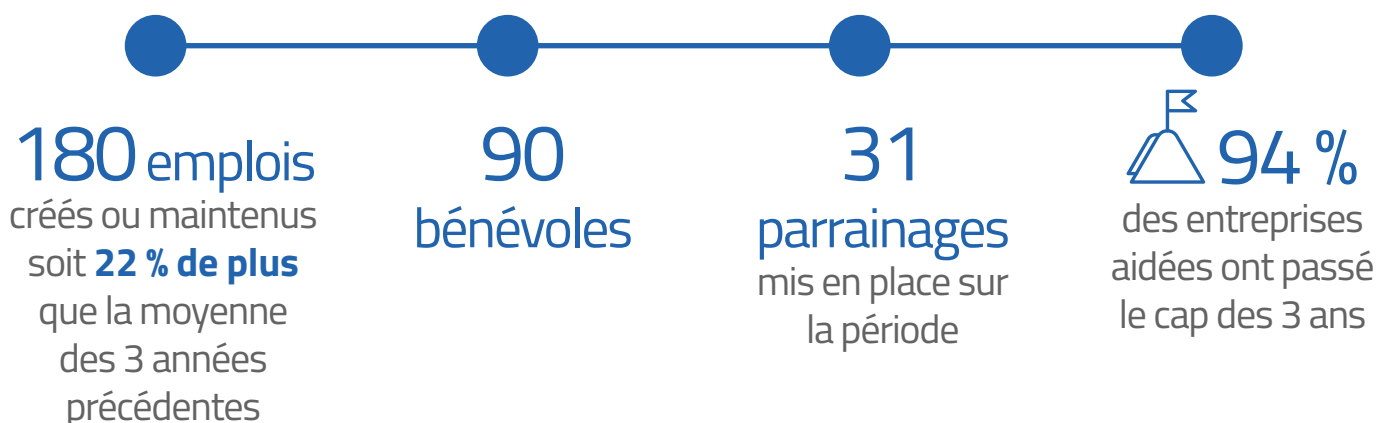 180 emplois
créés ou maintenus
soit 22 % de plus
que la moyenne
des 3 années
précédentes
90
bénévoles
31
parrainages
mis en place sur
la période
94 %
des entreprises
aidées ont passé
le cap des 3 ans